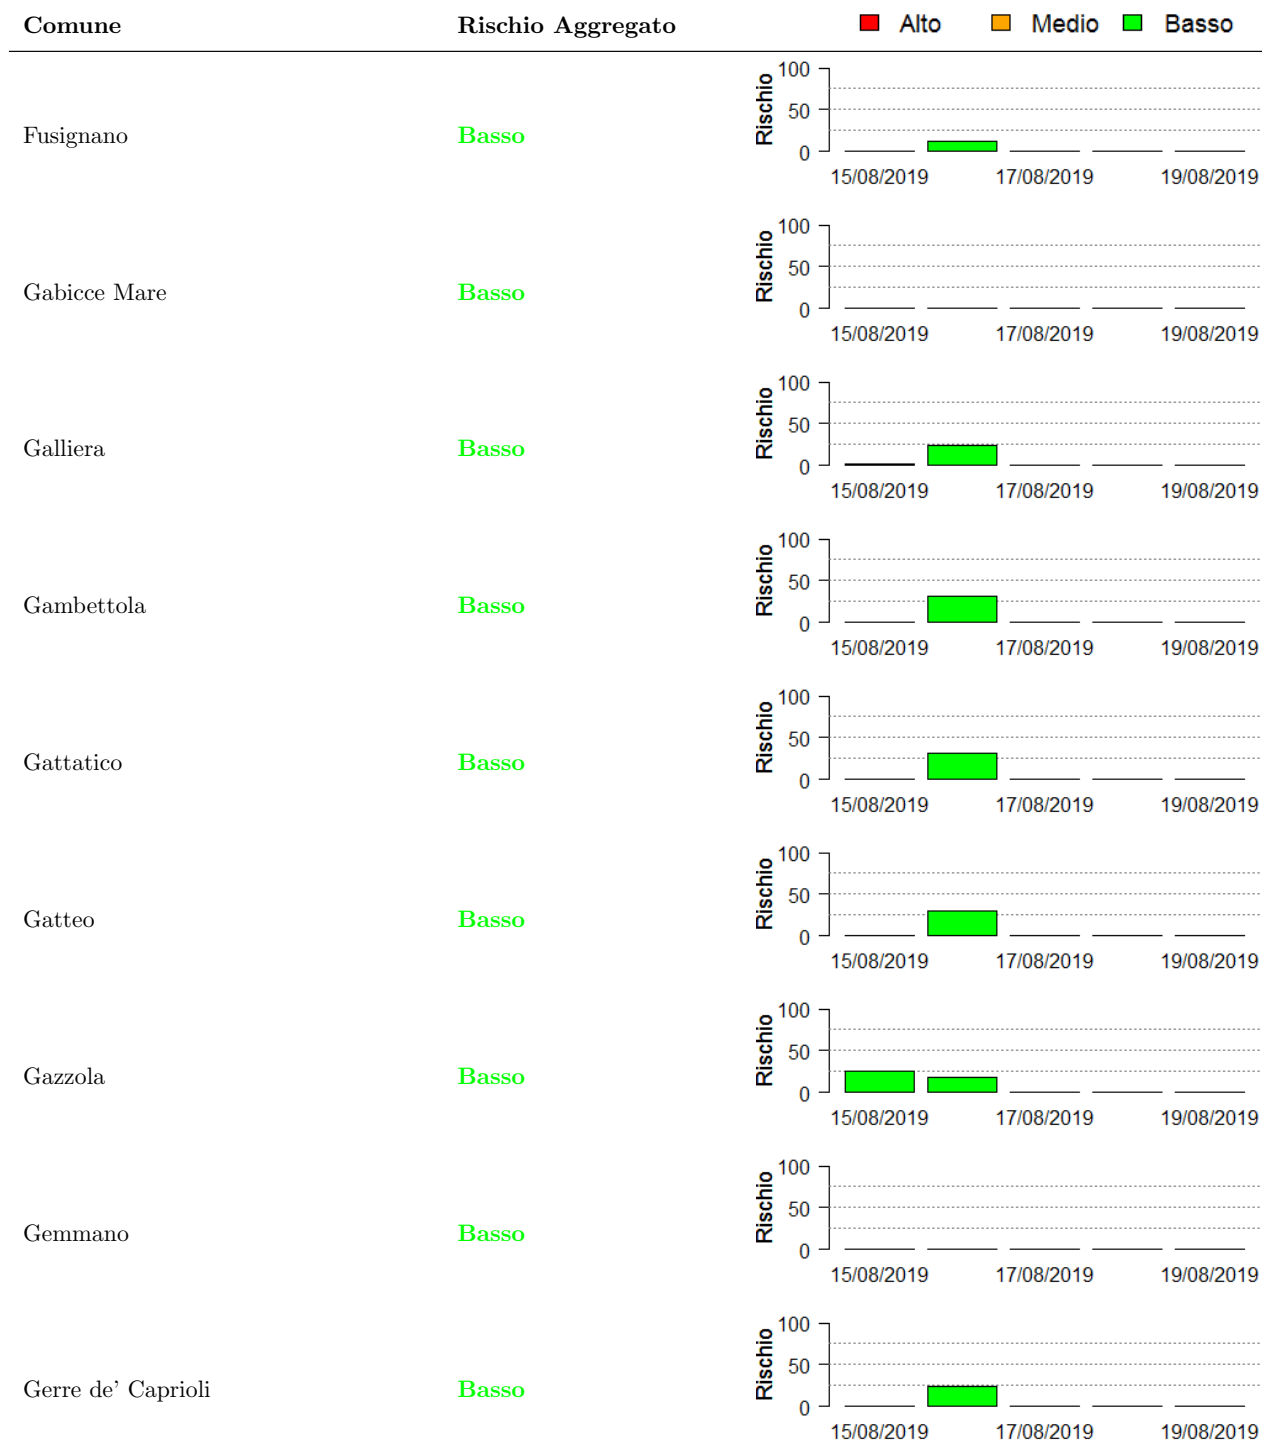 Comune Rischio Aggregato Alto Medio Basso
100
50
0
Rischio
Fusignano Basso
15/08/2019 17/08/2019 19/08/2019
100
50
0
Rischio
Gabicce Mare Basso
15/08/2019 17/08/2019 19/08/2019
100
50
0
Rischio
Galliera Basso
15/08/2019 17/08/2019 19/08/2019
100
50
0
Rischio
Gambettola Basso
15/08/2019 17/08/2019 19/08/2019
100
50
0
Rischio
Gattatico Basso
15/08/2019 17/08/2019 19/08/2019
100
50
0
Rischio
Gatteo Basso
15/08/2019 17/08/2019 19/08/2019
100
50
0
Rischio
Gazzola Basso
15/08/2019 17/08/2019 19/08/2019
100
50
0
Rischio
Gemmano Basso
15/08/2019 17/08/2019 19/08/2019
100
50
0
Rischio
Gerre de' Caprioli Basso
15/08/2019 17/08/2019 19/08/2019